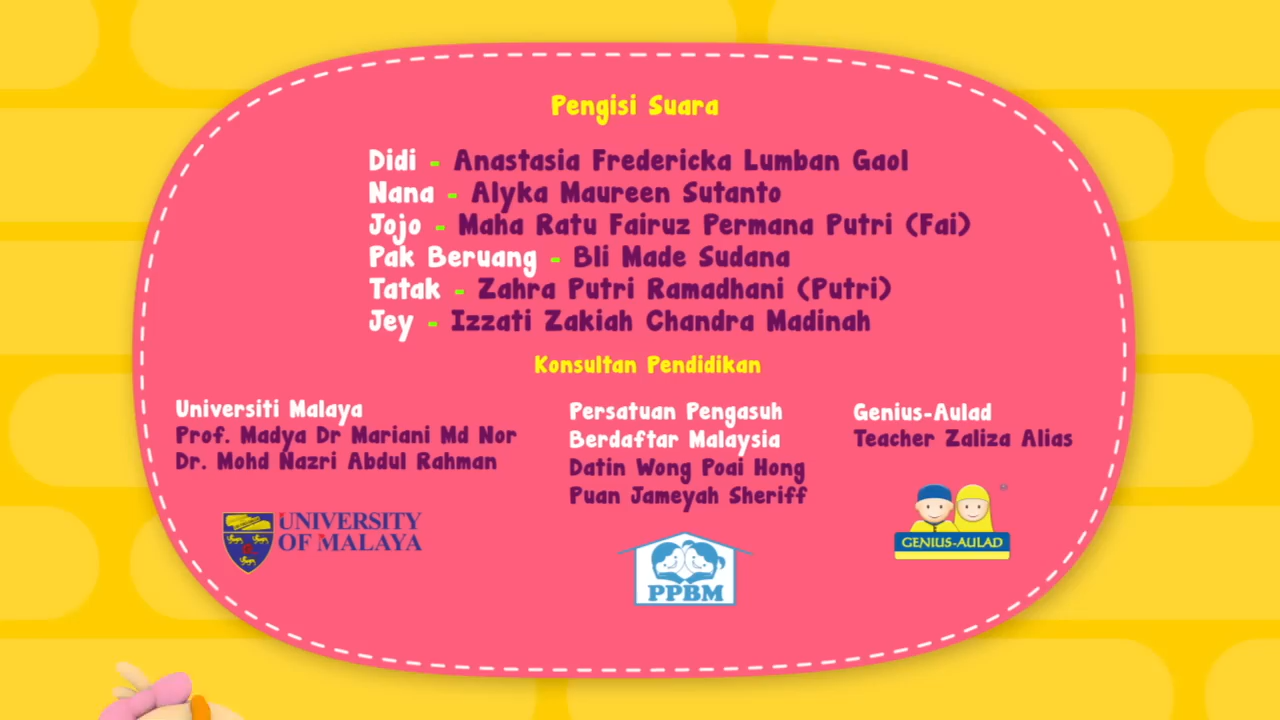 Pengisi Suara
Didi - Anastasia Fredericka Lumban Gaol
Nana - Alyka Maureen Sutanto
Jojo - Maha Ratu Fairuz Permana Putri (Fai)
Pak Beruang - Bli Made Sudana
Tatak - Zahra Putri Ramadhani (Putri)
Jey - Izzati Zakiah Chandra Madinah
Konsultan Pendidikan
Universiti Malaya
Prof. Madya Dr Mariani Md Nor
Dr. Mohd Nazri Abdul Rahman
UNIVERSITY
OF MALAYA
Persatuan Pengasuh
Berdaftar Malaysia
Datin Wong Poai Hong
Puan Jameyah Sheriff
PPBM
Genius-Aulad
Teacher Zaliza Alias
GENIUS-AULAD